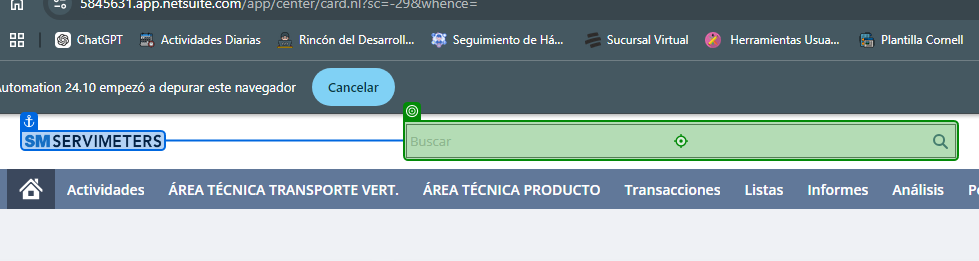 5845631.app.netsuite.com/app/center/card.nl?sc=-29&whence=
ChatGPT Actividades Diarias Rincón del Desarroll... Seguimiento de Há... Sucursal Virtual Herramientas Usua... Plantilla Cornell
utomation 24.10 empezó a depurar este navegador Cancelar
SM SERVIMETERS Buscar
Actividades ÁREA TÉCNICA TRANSPORTE VERT. ÁREA TÉCNICA PRODUCTO Transacciones Listas Informes Análisis